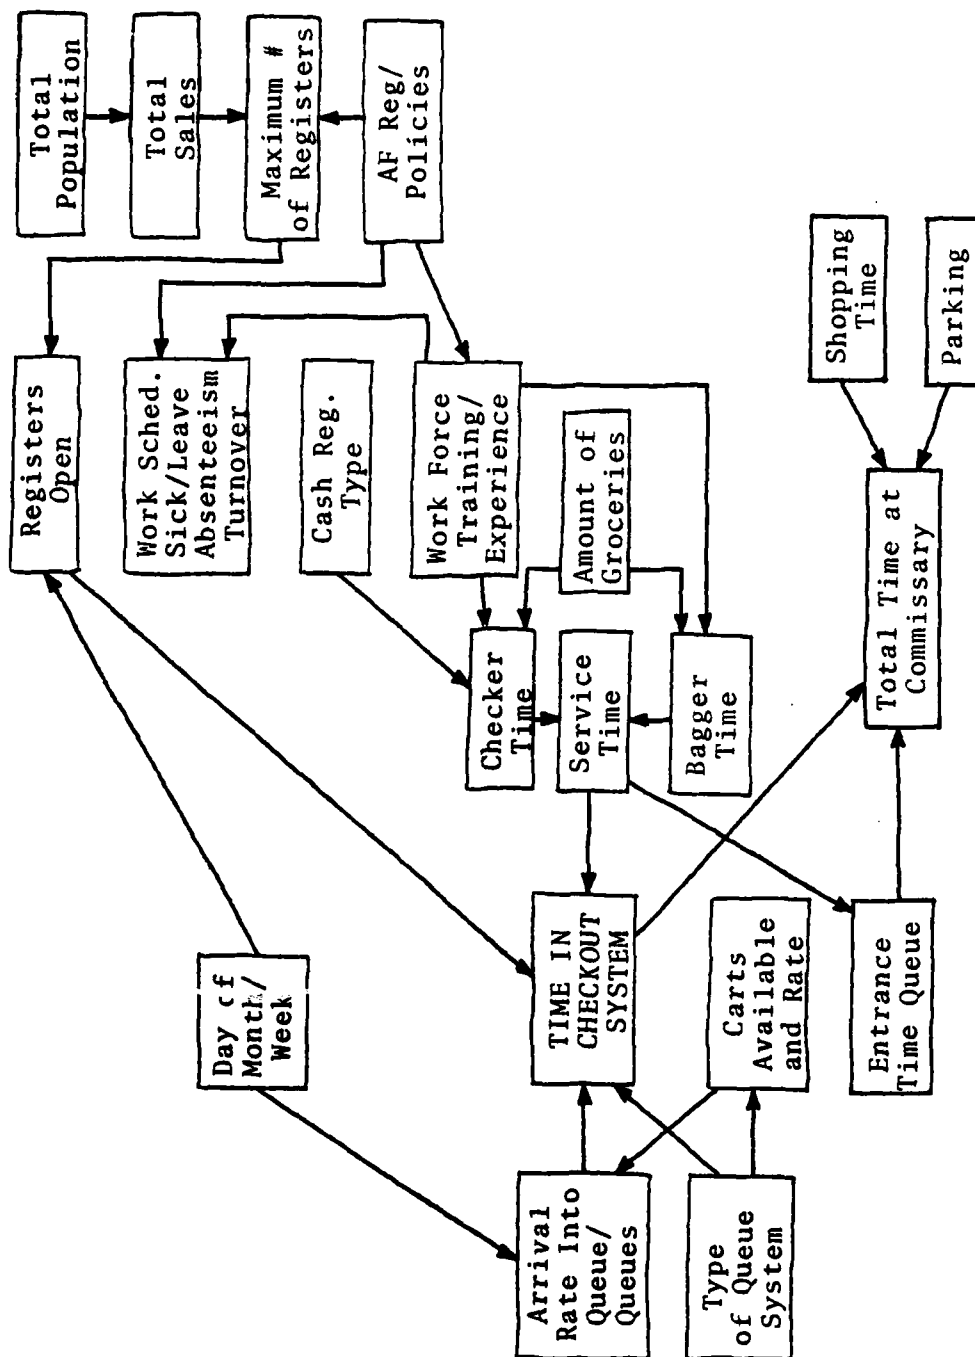 Total
Population
Total
Sales
Maximum #
of Registers
AF Reg/
Policies
Registers
Open
Work Sched.
Sick/Leave
Absenteeism
Turnover
Cash Reg.
Type
Work Force
Training/
Experience
Amount of
Groceries
Shopping
Time
Parking
Checker
Time
Service
Time
Bagger
Time
Total Time at
Commissary
Day of
Month/
Week
TIME IN
CHECKOUT
SYSTEM
Carts
Available
and Rate
Entrance
Time Queue
Arrival
Rate Into
Queue/
Queues
Type
of Queue
System